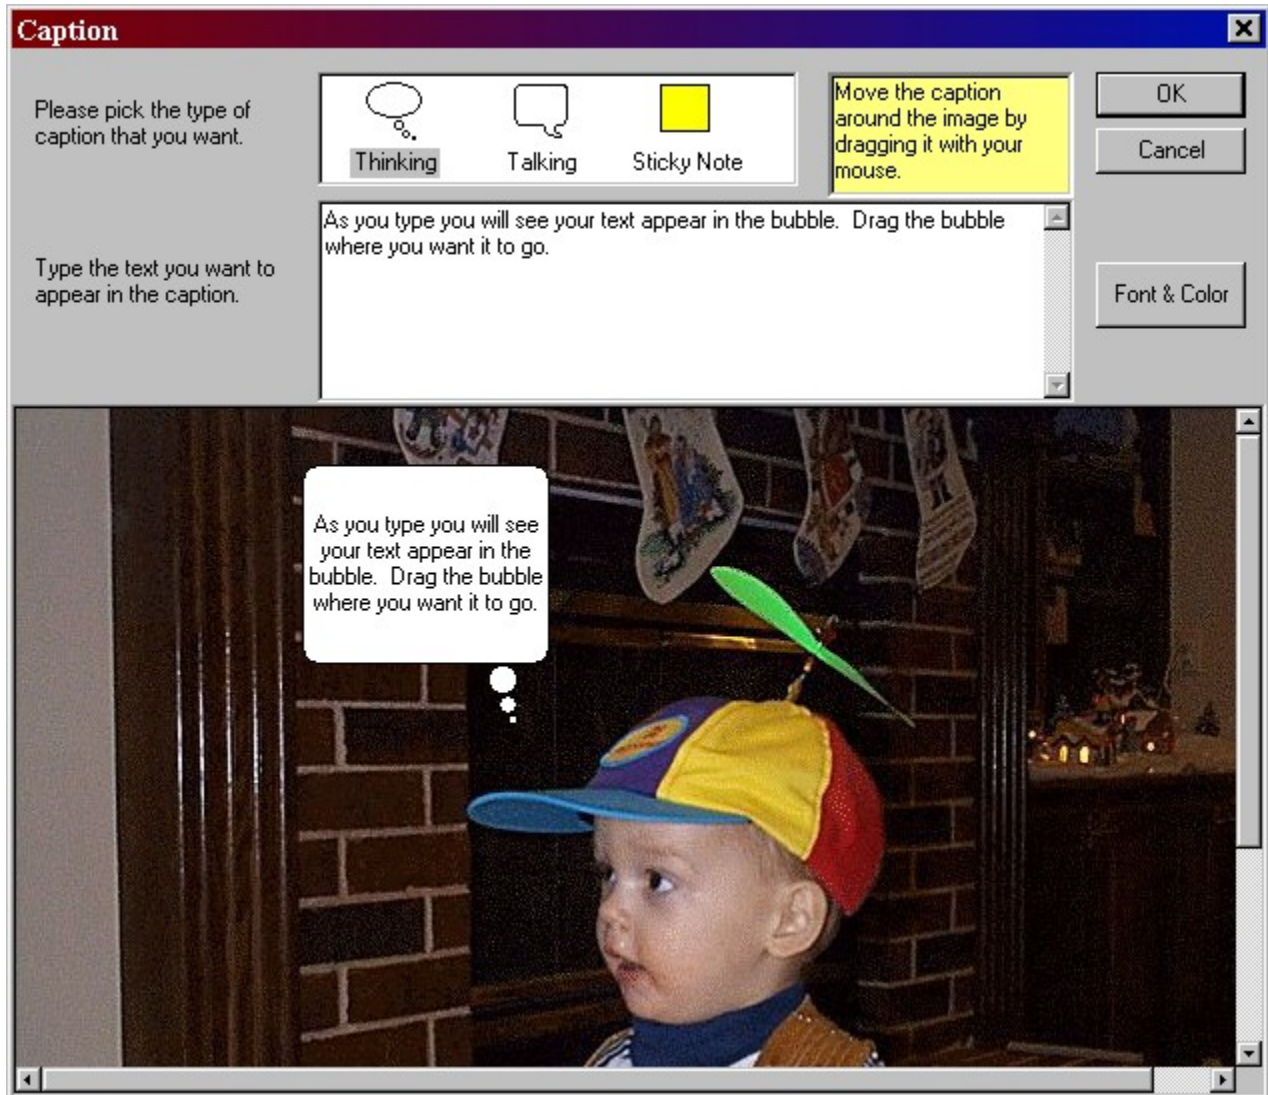 Caption
Please pick the type of
caption that you want.
Thinking
Talking
Sticky Note
Move the caption
around the image by
dragging it with your
mouse.
OK
Cancel
Type the text you want to
appear in the caption.
As you type you will see your text appear in the bubble.  Drag the bubble
where you want it to go.
Font & Color
As you type you will see
your text appear in the
bubble.  Drag the bubble
where you want it to go.